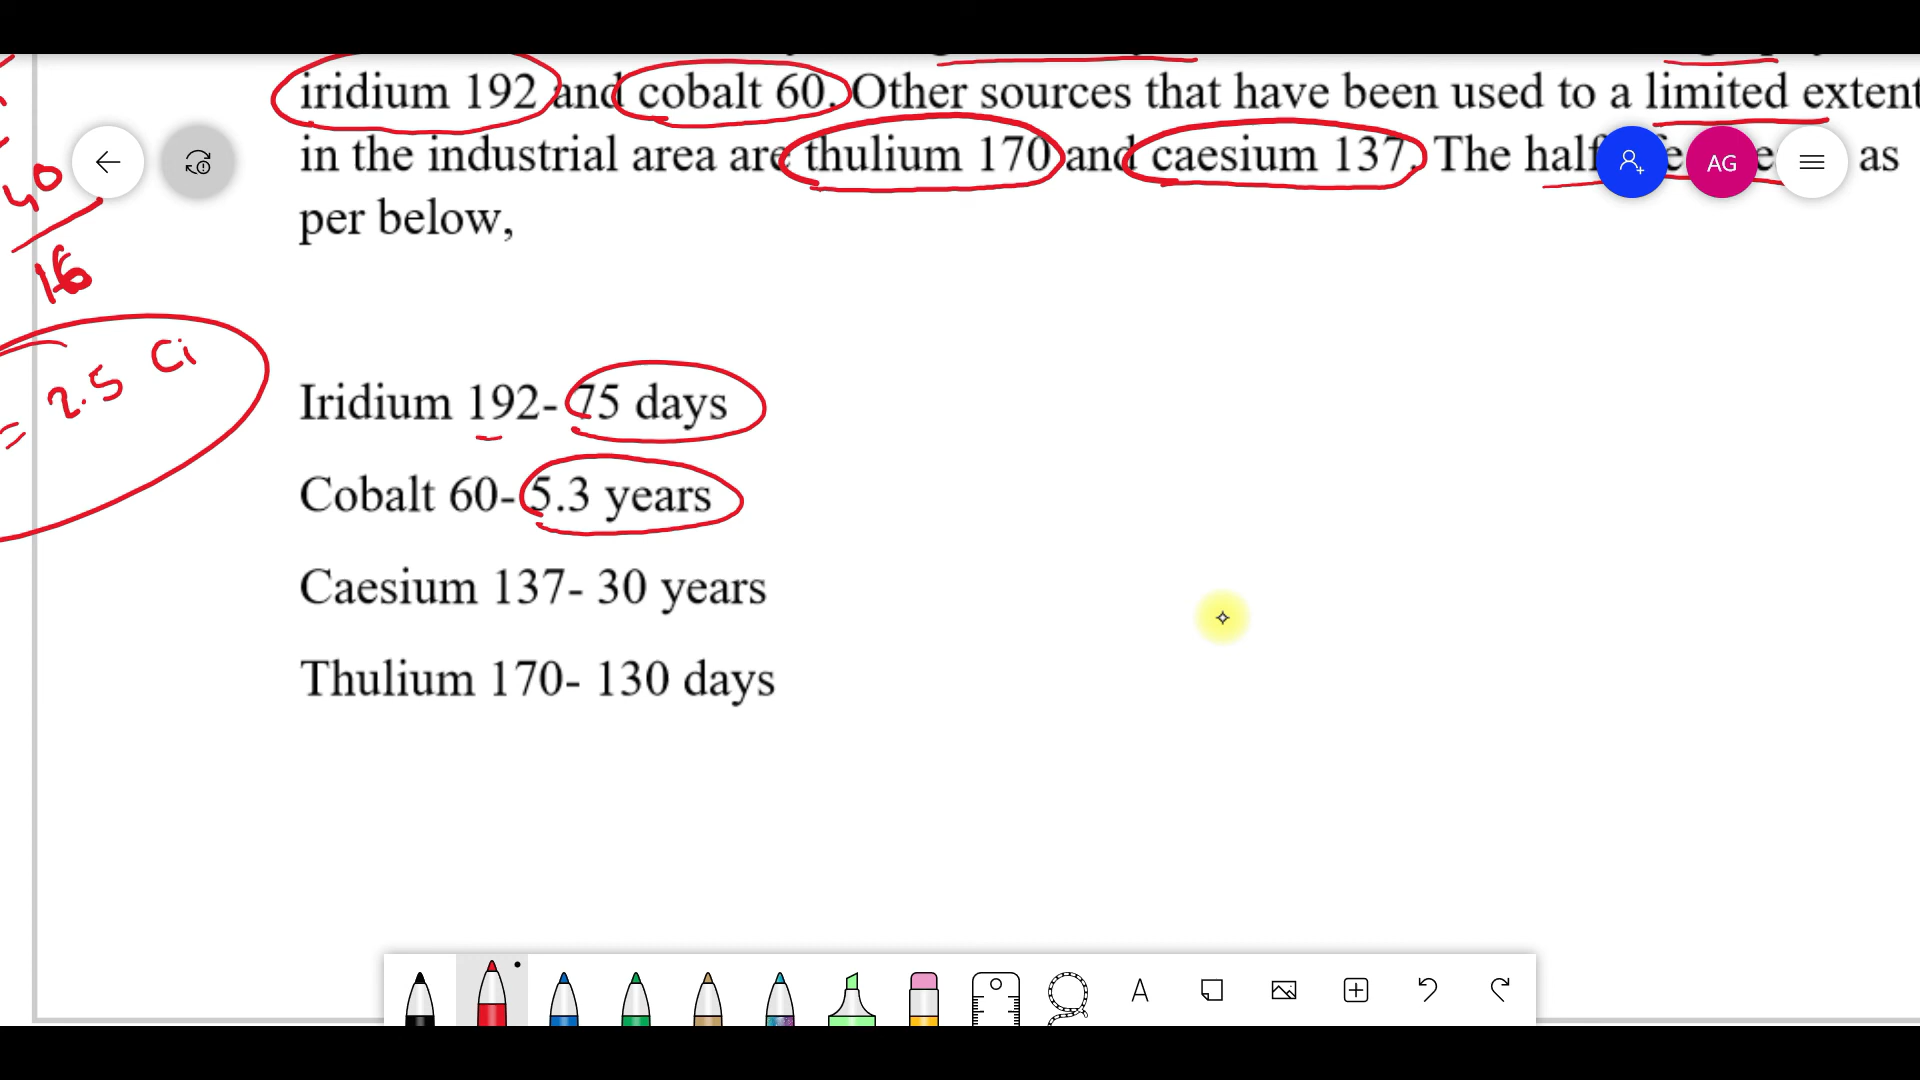 iridium 192 and cobalt 60. Other sources that have been used to a limited extent
in the industrial area are thulium 170 and caesium 137. The half as
per below,
40
16
= 2.5 Ci
Iridium 192- 75 days
Cobalt 60- 5.3 years
Caesium 137- 30 years
Thulium 170- 130 days
AG
A